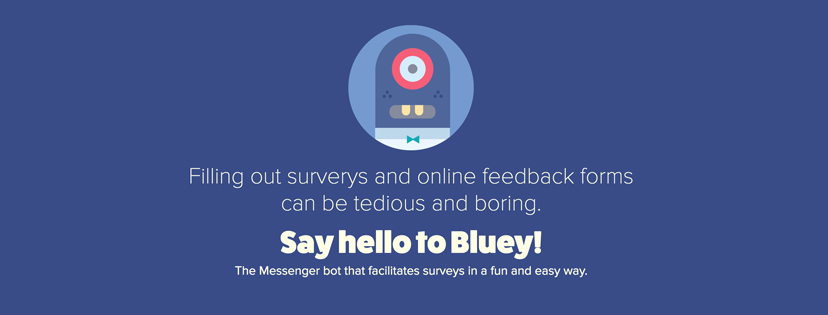 Filling out surverys and online feedback forms
can be tedious and boring.
Say hello to Bluey!
The Messenger bot that facilitates surveys in a fun and easy way.